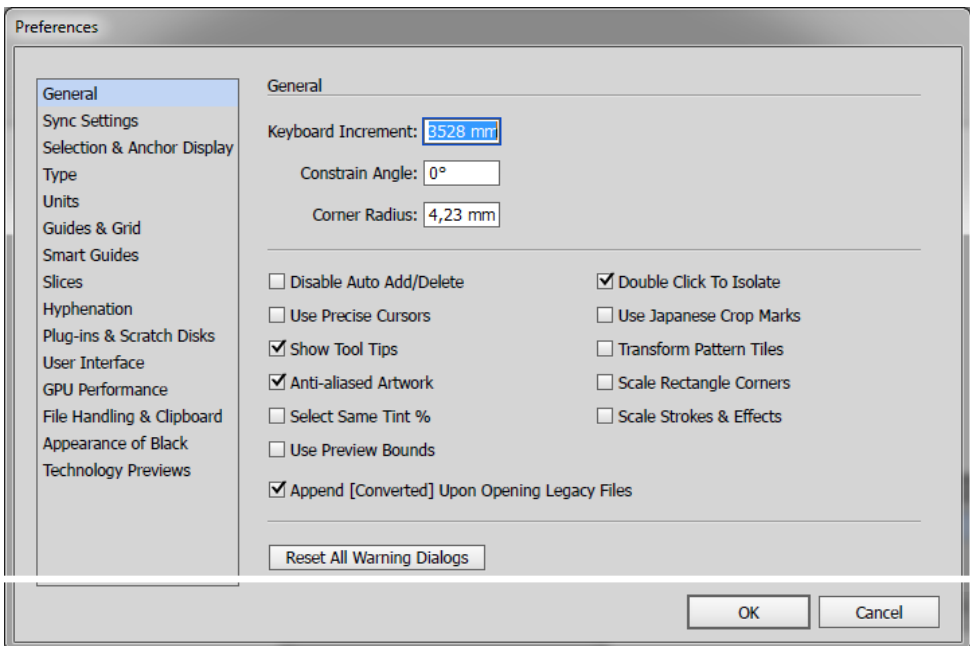 Preferences
General
Sync Settings
Selection & Anchor Display
Type
Units
Guides & Grid
Smart Guides
Slices
Hyphenation
Plug-ins & Scratch Disks
User Interface
GPU Performance
File Handling & Clipboard
Appearance of Black
Technology Previews
General
Keyboard Increment: 3528 mm
Constrain Angle: 0°
Corner Radius: 4,23 mm
Disable Auto Add/Delete
Use Precise Cursors
Show Tool Tips
Anti-aliased Artwork
Select Same Tint %
Use Preview Bounds
Append [Converted] Upon Opening Legacy Files
Double Click To Isolate
Use Japanese Crop Marks
Transform Pattern Tiles
Scale Rectangle Corners
Scale Strokes & Effects
Reset All Warning Dialogs
OK
Cancel